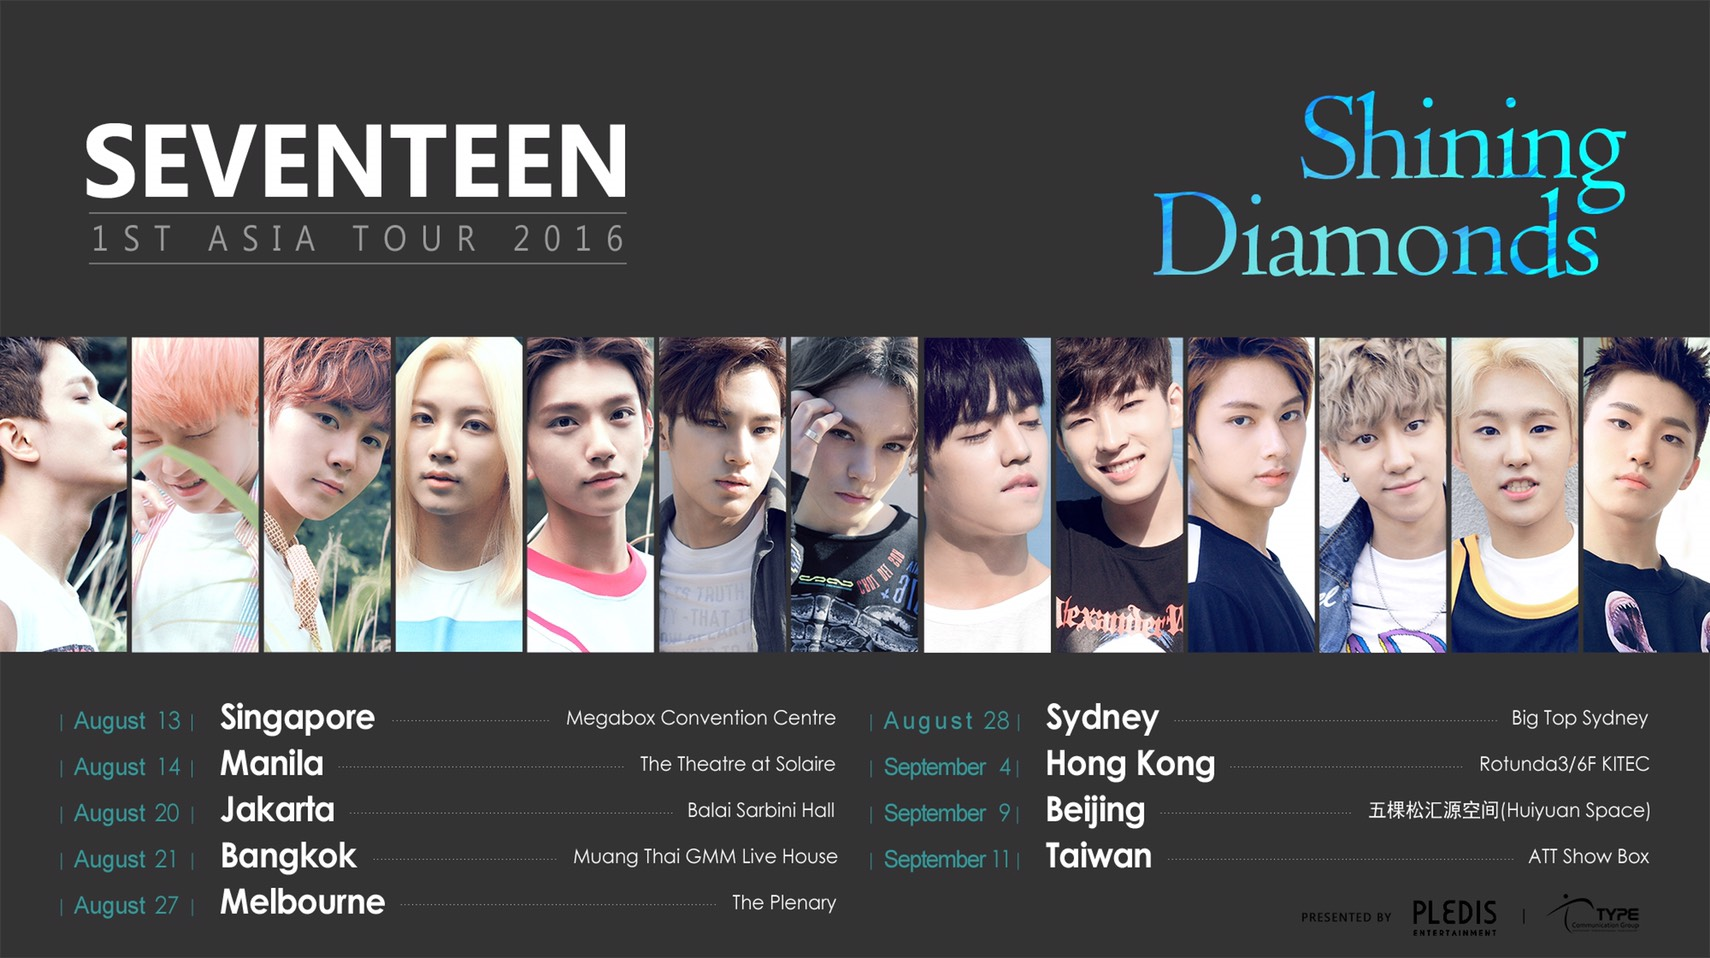 SEVENTEEN
1ST ASIA TOUR 2016
Shining
Diamonds
| August 13 | Singapore Megabox Convention Centre
| August 14 | Manila The Theatre at Solaire
| August 20 | Jakarta Balai Sarbini Hall
| August 21 | Bangkok Muang Thai GMM Live House
| August 27 | Melbourne The Plenary
| August 28 | Sydney Big Top Sydney
| September 4 | Hong Kong Rotunda3/6F KITEC
| September 9 | Beijing 五棵松汇源空间(Huiyuan Space)
| September 11 | Taiwan ATT Show Box
PRESENTED BY PLEDIS ENTERTAINMENT | TYPE Communication Group